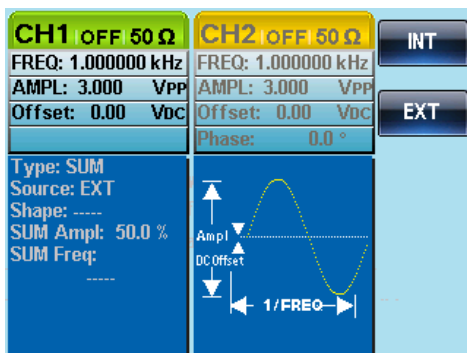 CH1 OFF 50 Ω
FREQ: 1.000000 kHz
AMPL: 3.000 VPP
Offset: 0.00 VDC
CH2 OFF 50 Ω
FREQ: 1.000000 kHz
AMPL: 3.000 VPP
Offset: 0.00 VDC
Phase: 0.0 °
INT
EXT
Type: SUM
Source: EXT
Shape: -----
SUM Ampl: 50.0 %
SUM Freq:
-----
Ampl
DC Offset
1/FREQ